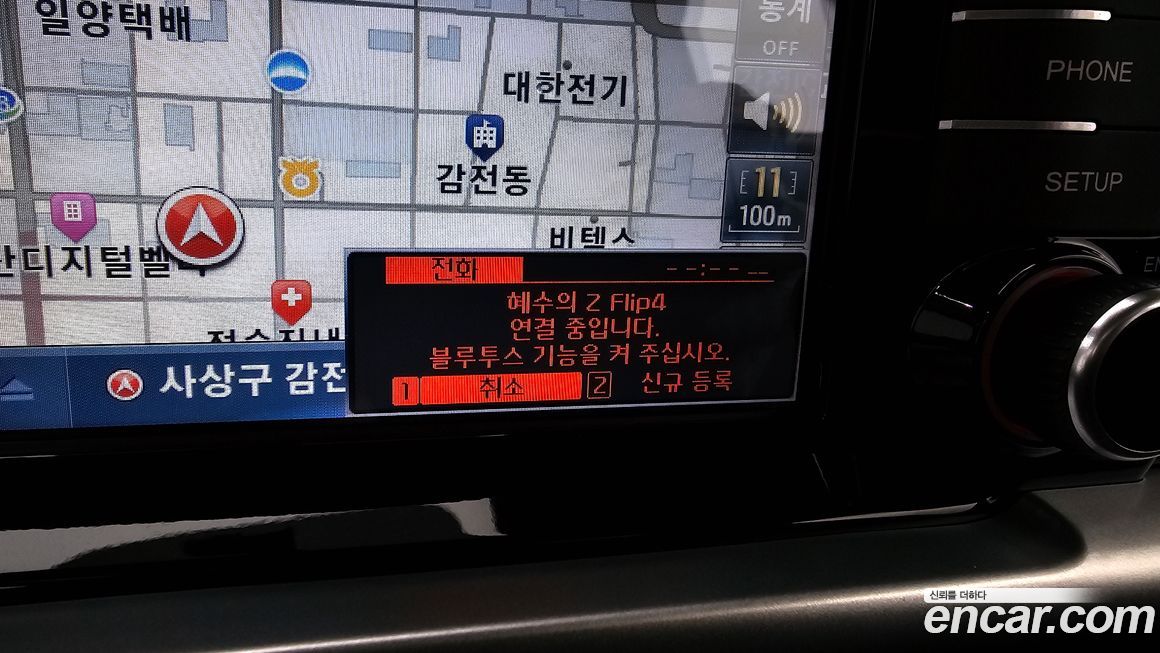 일양택배
통계
OFF
PHONE
대한전기
감전동
SETUP
11
100m
비텍스
디지털밸리
전화
--:-- --
혜수의 Z Flip4
연결 중입니다.
블루투스 기능을 켜 주십시오.
1 취소 2 신규 등록
사상구 감전
신뢰를 더하다
encar.com